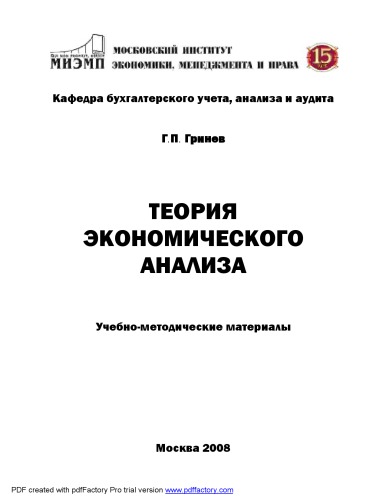 МИЭМП
МОСКОВСКИЙ ИНСТИТУТ
ЭКОНОМИКИ, МЕНЕДЖМЕНТА И ПРАВА
15
ЛЕТ
Кафедра бухгалтерского учета, анализа и аудита
Г.П. Гринев
ТЕОРИЯ
ЭКОНОМИЧЕСКОГО
АНАЛИЗА
Учебно-методические материалы
Москва 2008
PDF created with pdfFactory Pro trial version www.pdffactory.com